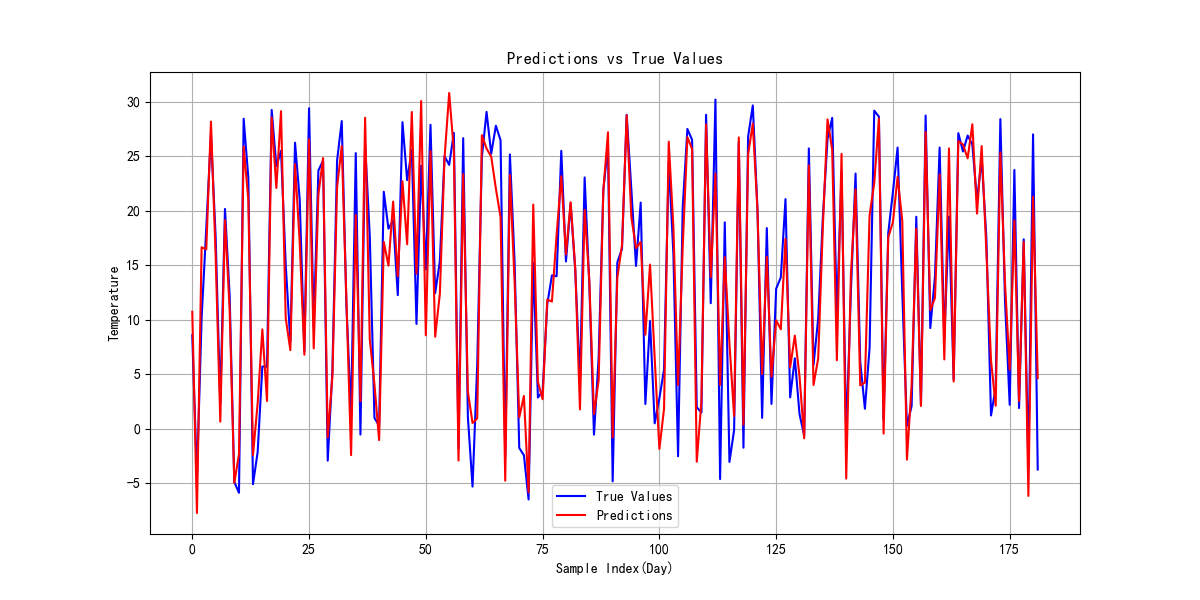 Predictions vs True Values
Temperature
30
25
20
15
10
5
0
−5
0 25 50 75 100 125 150 175
Sample Index(Day)
True Values
Predictions